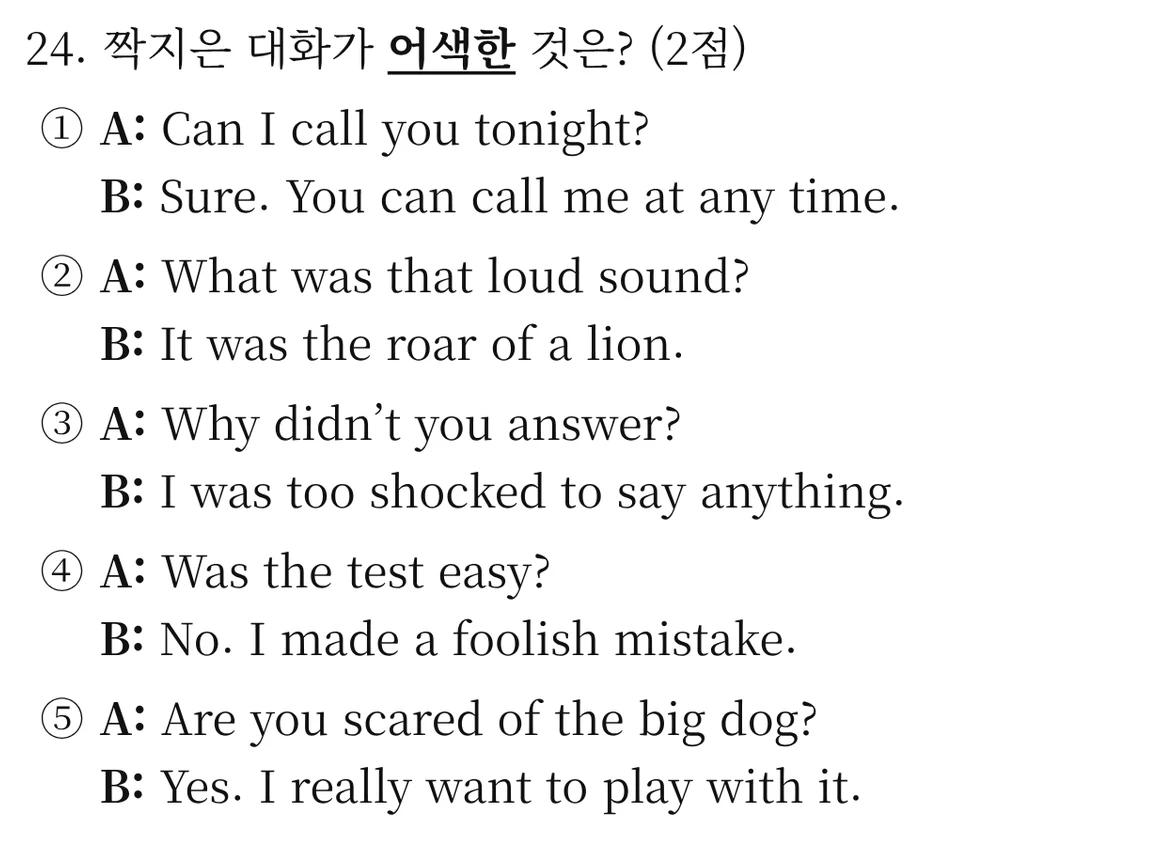 24. 짝지은 대화가 어색한 것은? (2점)
① A: Can I call you tonight?
B: Sure. You can call me at any time.
② A: What was that loud sound?
B: It was the roar of a lion.
③ A: Why didn’t you answer?
B: I was too shocked to say anything.
④ A: Was the test easy?
B: No. I made a foolish mistake.
⑤ A: Are you scared of the big dog?
B: Yes. I really want to play with it.